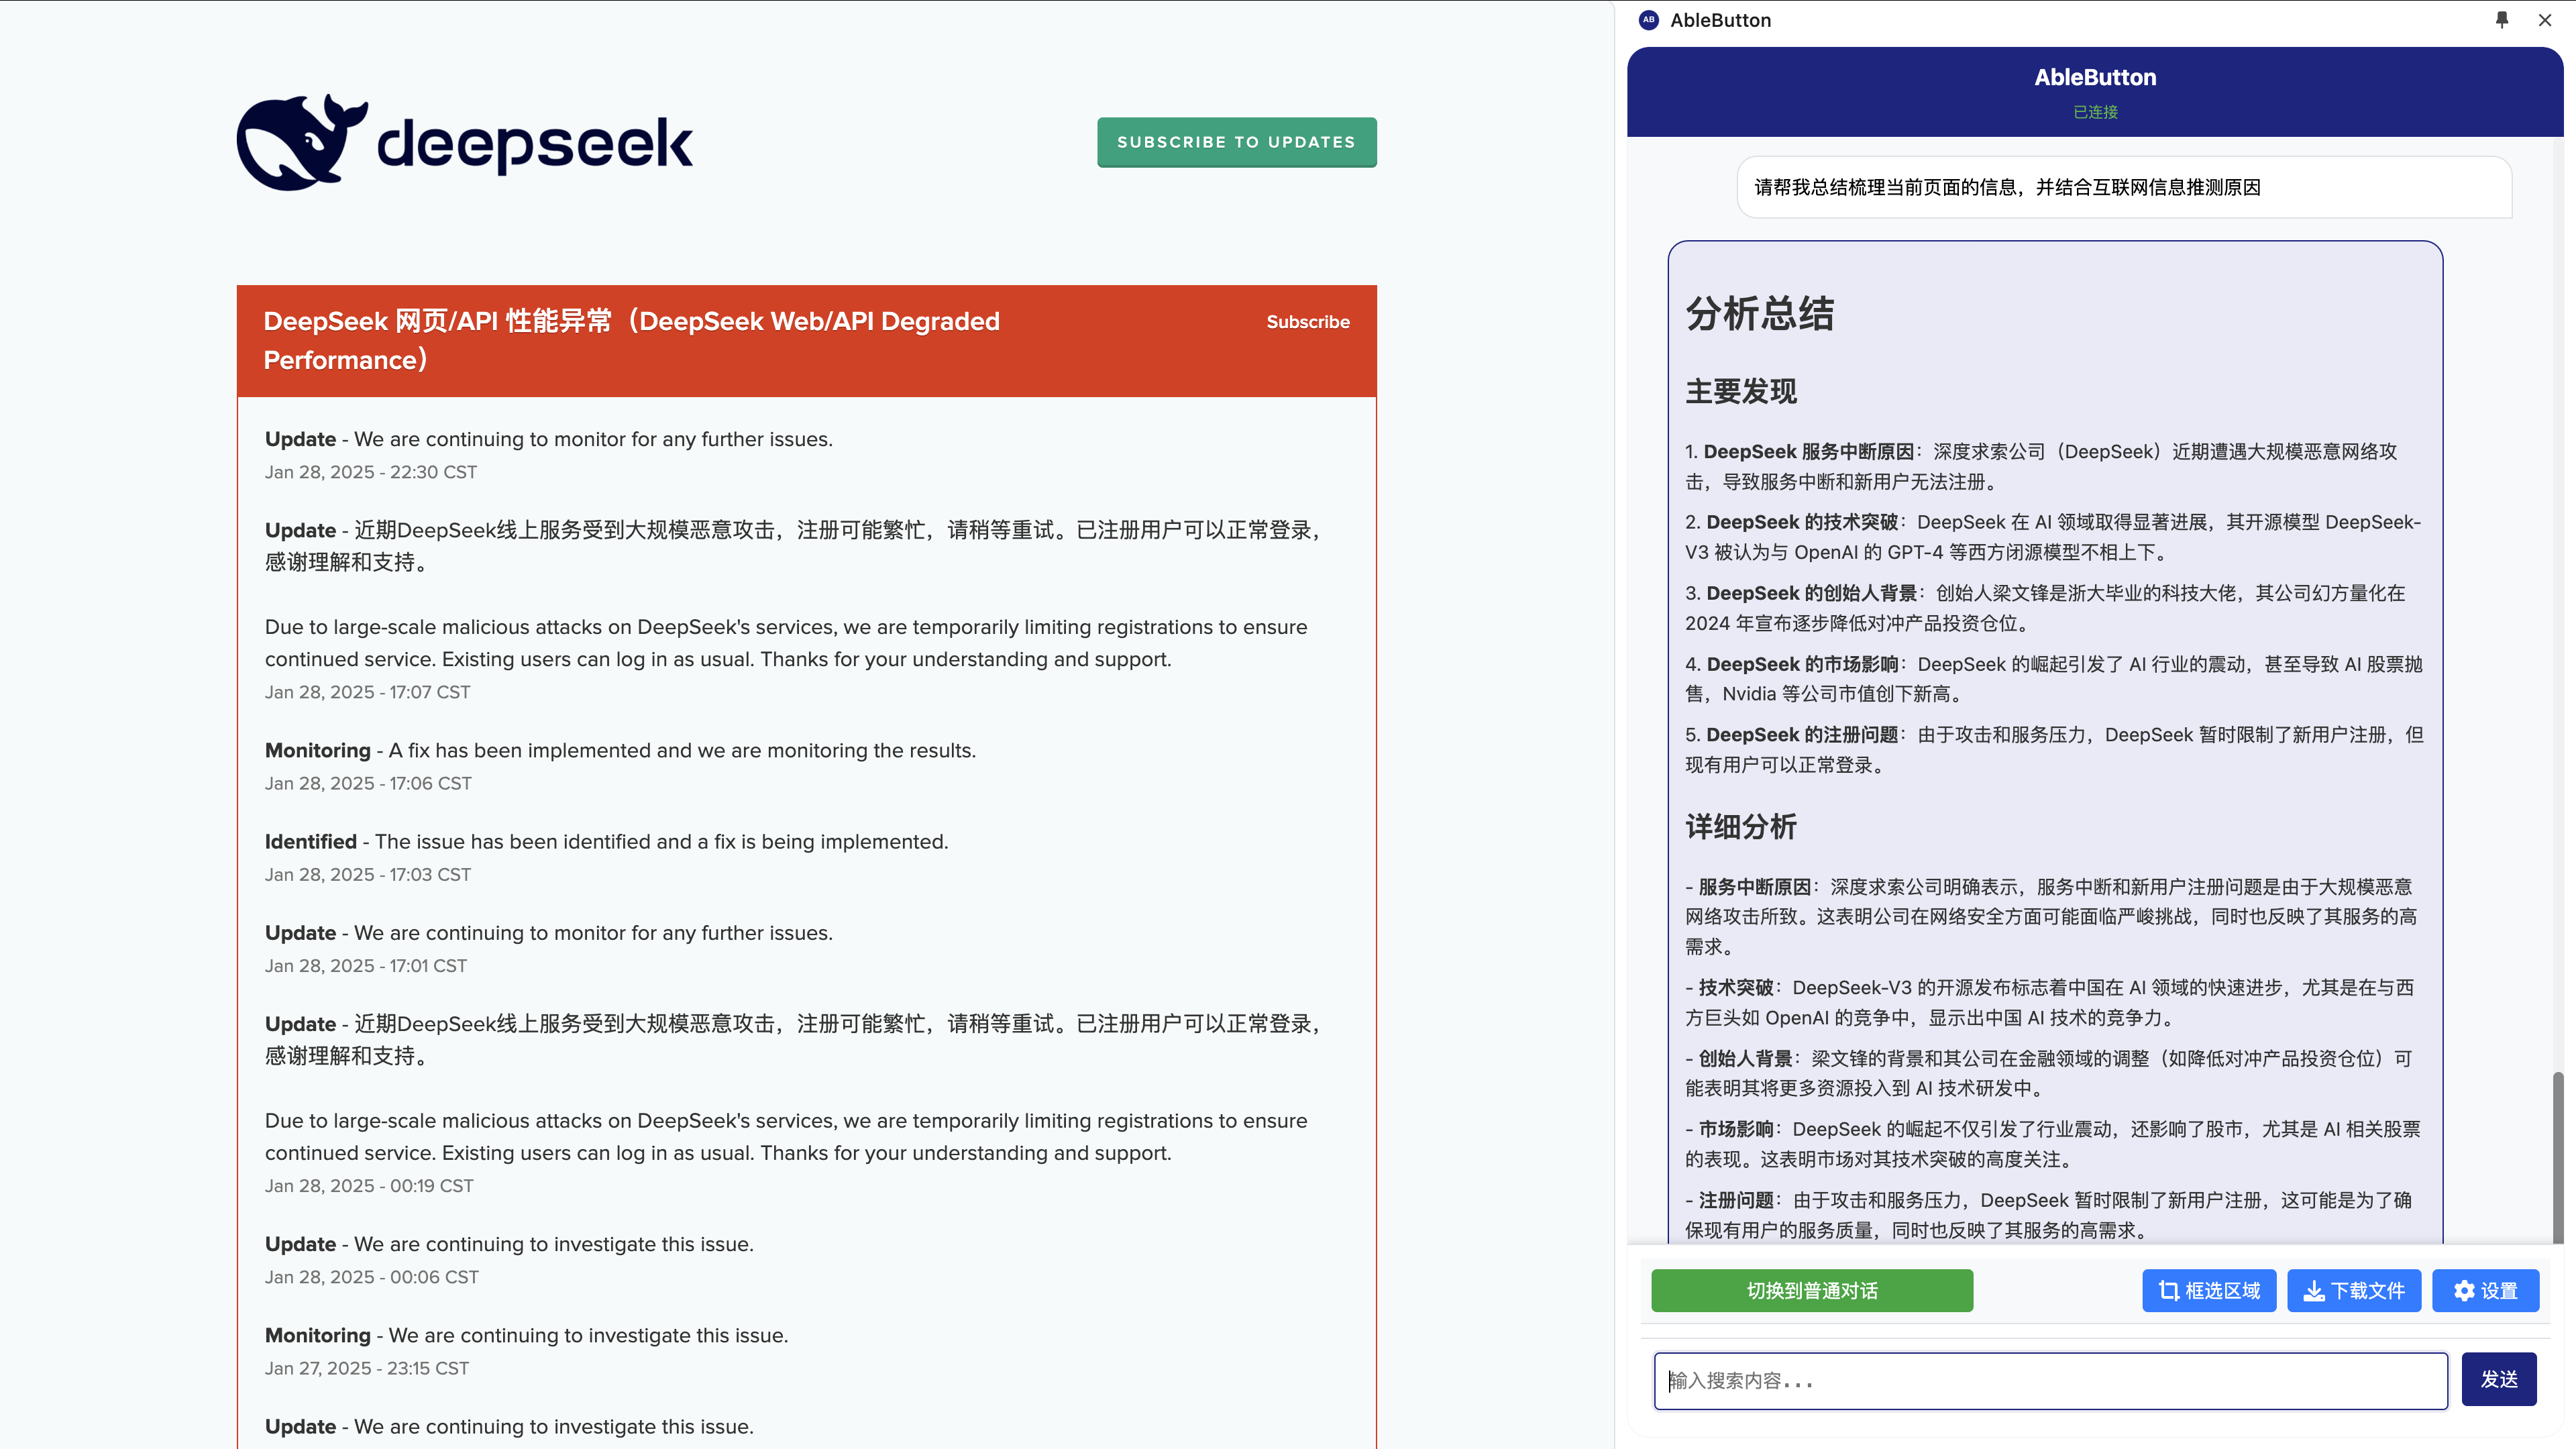 deepseek
SUBSCRIBE TO UPDATES
DeepSeek 网页/API 性能异常（DeepSeek Web/API Degraded
Performance）
Subscribe
Update - We are continuing to monitor for any further issues.
Jan 28, 2025 - 22:30 CST
Update - 近期DeepSeek线上服务受到大规模恶意攻击，注册可能繁忙，请稍等重试。已注册用户可以正常登录，
感谢理解和支持。
Due to large-scale malicious attacks on DeepSeek's services, we are temporarily limiting registrations to ensure
continued service. Existing users can log in as usual. Thanks for your understanding and support.
Jan 28, 2025 - 17:07 CST
Monitoring - A fix has been implemented and we are monitoring the results.
Jan 28, 2025 - 17:06 CST
Identified - The issue has been identified and a fix is being implemented.
Jan 28, 2025 - 17:03 CST
Update - We are continuing to monitor for any further issues.
Jan 28, 2025 - 17:01 CST
Update - 近期DeepSeek线上服务受到大规模恶意攻击，注册可能繁忙，请稍等重试。已注册用户可以正常登录，
感谢理解和支持。
Due to large-scale malicious attacks on DeepSeek's services, we are temporarily limiting registrations to ensure
continued service. Existing users can log in as usual. Thanks for your understanding and support.
Jan 28, 2025 - 00:19 CST
Update - We are continuing to investigate this issue.
Jan 28, 2025 - 00:06 CST
Monitoring - We are continuing to investigate this issue.
Jan 27, 2025 - 23:15 CST
Update - We are continuing to investigate this issue.
AB AbleButton
AbleButton
已连接
请帮我总结梳理当前页面的信息，并结合互联网信息推测原因
分析总结
主要发现
1. DeepSeek 服务中断原因：深度求索公司（DeepSeek）近期遭遇大规模恶意网络攻
击，导致服务中断和新用户无法注册。
2. DeepSeek 的技术突破：DeepSeek 在 AI 领域取得显著进展，其开源模型 DeepSeek-
V3 被认为与 OpenAI 的 GPT-4 等西方闭源模型不相上下。
3. DeepSeek 的创始人背景：创始人梁文锋是浙大毕业的科技大佬，其公司幻方量化在
2024 年宣布逐步降低对冲产品投资仓位。
4. DeepSeek 的市场影响：DeepSeek 的崛起引发了 AI 行业的震动，甚至导致 AI 股票抛
售，Nvidia 等公司市值创下新高。
5. DeepSeek 的注册问题：由于攻击和服务压力，DeepSeek 暂时限制了新用户注册，但
现有用户可以正常登录。
详细分析
- 服务中断原因：深度求索公司明确表示，服务中断和新用户注册问题是由于大规模恶意
网络攻击所致。这表明公司在网络安全方面可能面临严峻挑战，同时也反映了其服务的高
需求。
- 技术突破：DeepSeek-V3 的开源发布标志着中国在 AI 领域的快速进步，尤其是在与西
方巨头如 OpenAI 的竞争中，显示出中国 AI 技术的竞争力。
- 创始人背景：梁文锋的背景和其公司在金融领域的调整（如降低对冲产品投资仓位）可
能表明其将更多资源投入到 AI 技术研发中。
- 市场影响：DeepSeek 的崛起不仅引发了行业震动，还影响了股市，尤其是 AI 相关股票
的表现。这表明市场对其技术突破的高度关注。
- 注册问题：由于攻击和服务压力，DeepSeek 暂时限制了新用户注册，这可能是为了确
保现有用户的服务质量，同时也反映了其服务的高需求。
切换到普通对话
框选区域
下载文件
设置
输入搜索内容...
发送